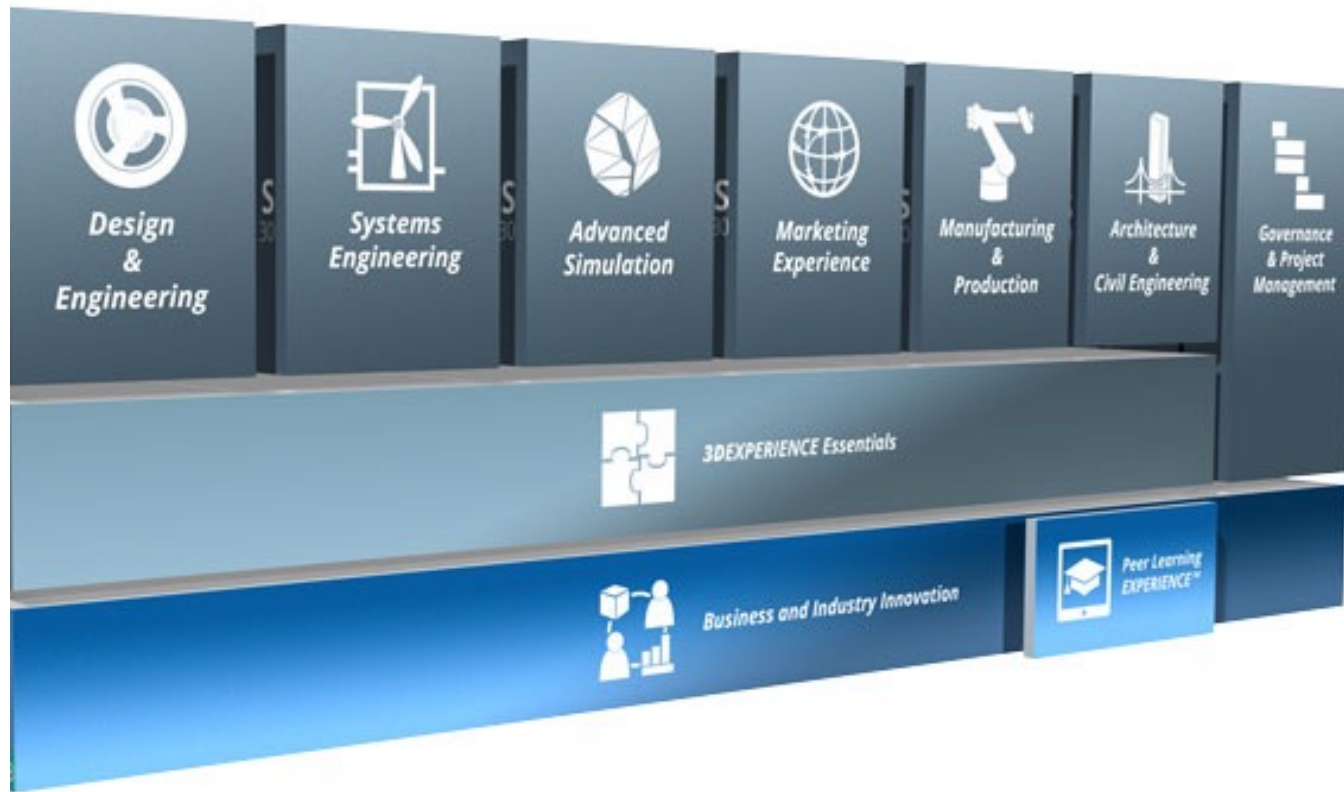 Design
&
Engineering
Systems
Engineering
Advanced
Simulation
Marketing
Experience
Manufacturing
&
Production
Architecture
&
Civil Engineering
Governance
& Project
Management
3DEXPERIENCE Essentials
Business and Industry Innovation
Peer Learning
EXPERIENCE™